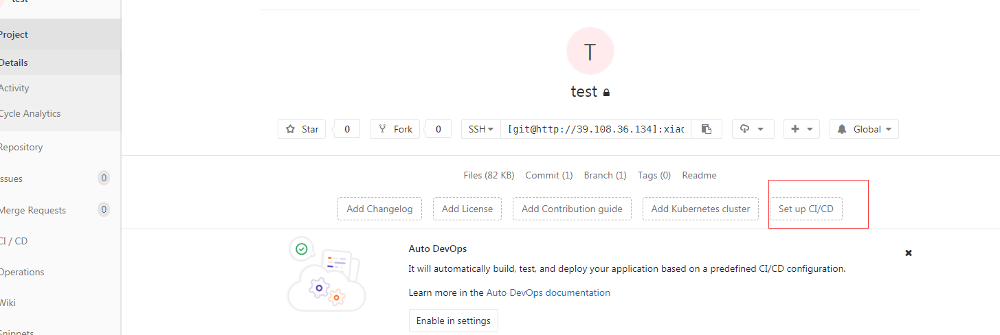 test
Project
Details
Activity
Cycle Analytics
Repository
Issues 0
Merge Requests 0
CI / CD
Operations
Wiki
Snippets
T
test
Star 0 Fork 0 SSH [git@http://39.108.36.134]:xiao Global
Files (82 KB) Commit (1) Branch (1) Tags (0) Readme
Add Changelog Add License Add Contribution guide Add Kubernetes cluster Set up CI/CD
Auto DevOps
It will automatically build, test, and deploy your application based on a predefined CI/CD configuration.
Learn more in the Auto DevOps documentation
Enable in settings